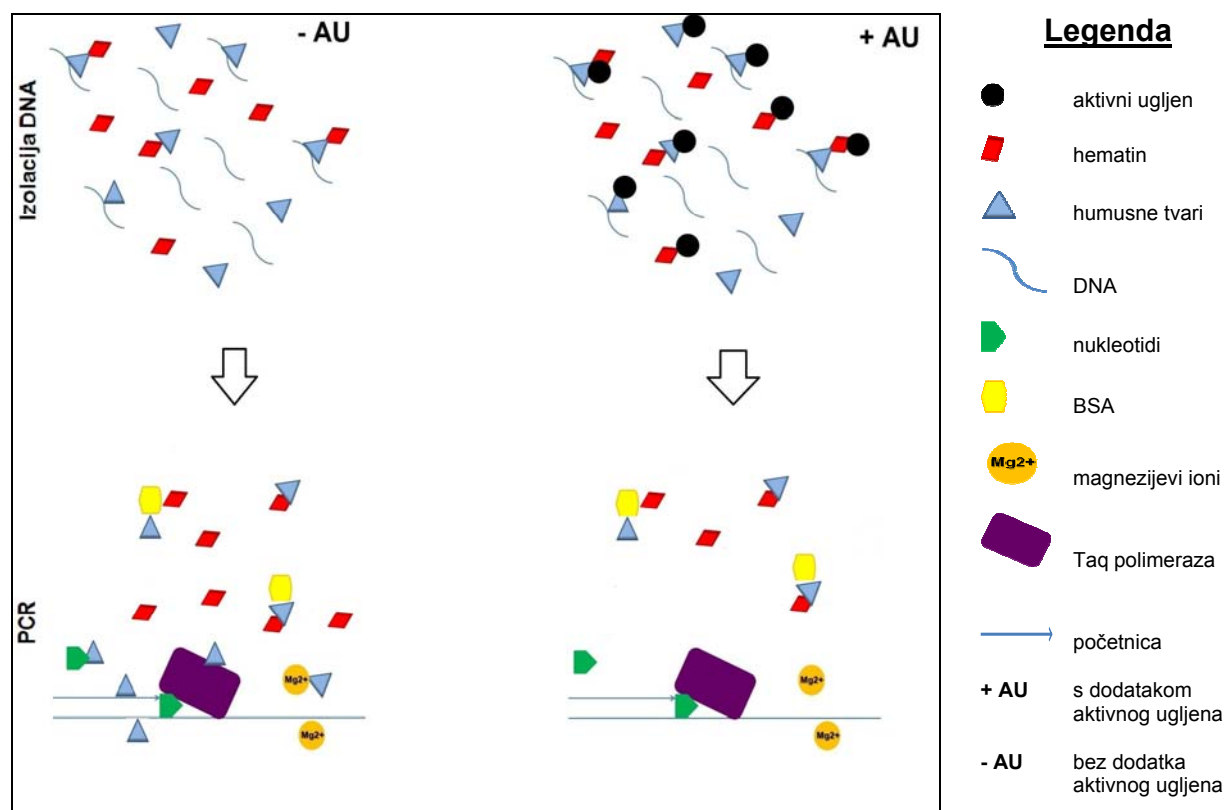 - AU
+ AU
Izolacija DNA
PCR
Mg2+
Mg2+
Mg2+
Mg2+
Legenda
aktivni ugljen
hematin
humusne tvari
DNA
nukleotidi
BSA
Mg2+
magnezijevi ioni
Taq polimeraza
početnica
+ AU
s dodatakom
aktivnog ugljena
- AU
bez dodatka
aktivnog ugljena